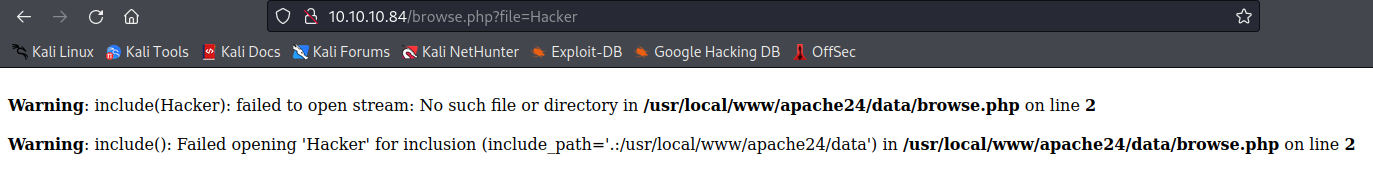 10.10.10.84/browse.php?file=Hacker
Kali Linux Kali Tools Kali Docs Kali Forums Kali NetHunter Exploit-DB Google Hacking DB OffSec
Warning: include(Hacker): failed to open stream: No such file or directory in /usr/local/www/apache24/data/browse.php on line 2
Warning: include(): Failed opening 'Hacker' for inclusion (include_path='.:/usr/local/www/apache24/data') in /usr/local/www/apache24/data/browse.php on line 2